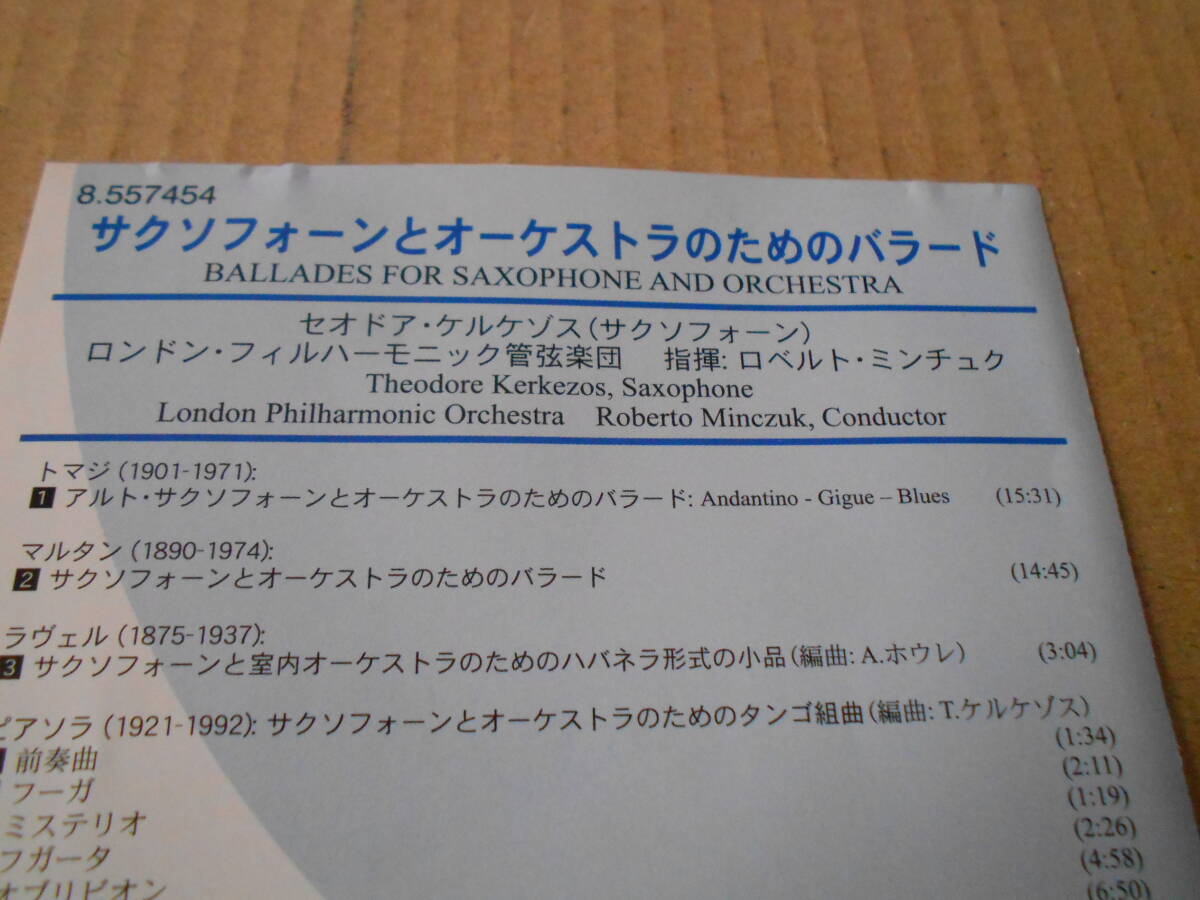 8.557454
サクソフォーンとオーケストラのためのバラード
BALLADES FOR SAXOPHONE AND ORCHESTRA
セオドア・ケルケゾス(サクソフォーン)
ロンドン・フィルハーモニック管弦楽団 指揮: ロベルト・ミンチュク
Theodore Kerkezos, Saxophone
London Philharmonic Orchestra Roberto Minczuk, Conductor
トマジ (1901-1971):
1 アルト・サクソフォーンとオーケストラのためのバラード: Andantino - Gigue – Blues (15:31)
マルタン (1890-1974):
2 サクソフォーンとオーケストラのためのバラード (14:45)
ラヴェル (1875-1937):
3 サクソフォーンと室内オーケストラのためのハバネラ形式の小品(編曲: A.ホウレ) (3:04)
ピアソラ (1921-1992): サクソフォーンとオーケストラのためのタンゴ組曲(編曲: T.ケルケゾス)
(1:34)
前奏曲 (2:11)
フーガ (1:19)
ミステリオ (2:26)
フガータ (4:58)
オブリビオン (6:50)